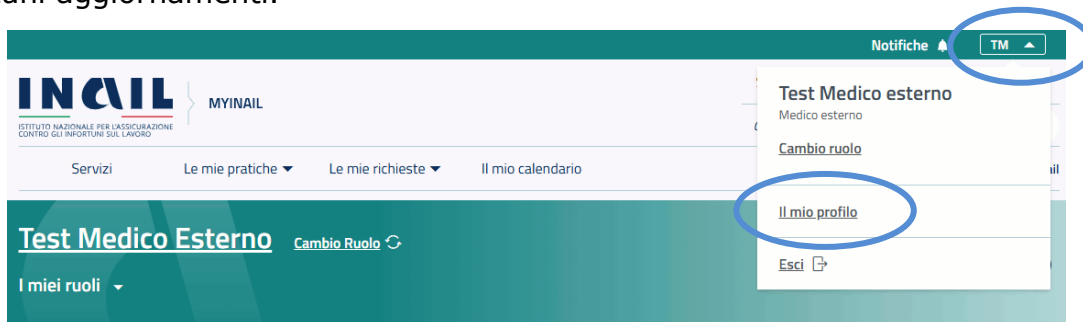 aggiornamenti.
Notifiche TM
INAIL MYINAIL
ISTITUTO NAZIONALE PER L'ASSICURAZIONE
CONTRO GLI INFORTUNI SUL LAVORO
Test Medico esterno
Medico esterno
Cambio ruolo
Servizi Le mie pratiche Le mie richieste Il mio calendario
Il mio profilo
Test Medico Esterno Cambio Ruolo
Esci
I miei ruoli